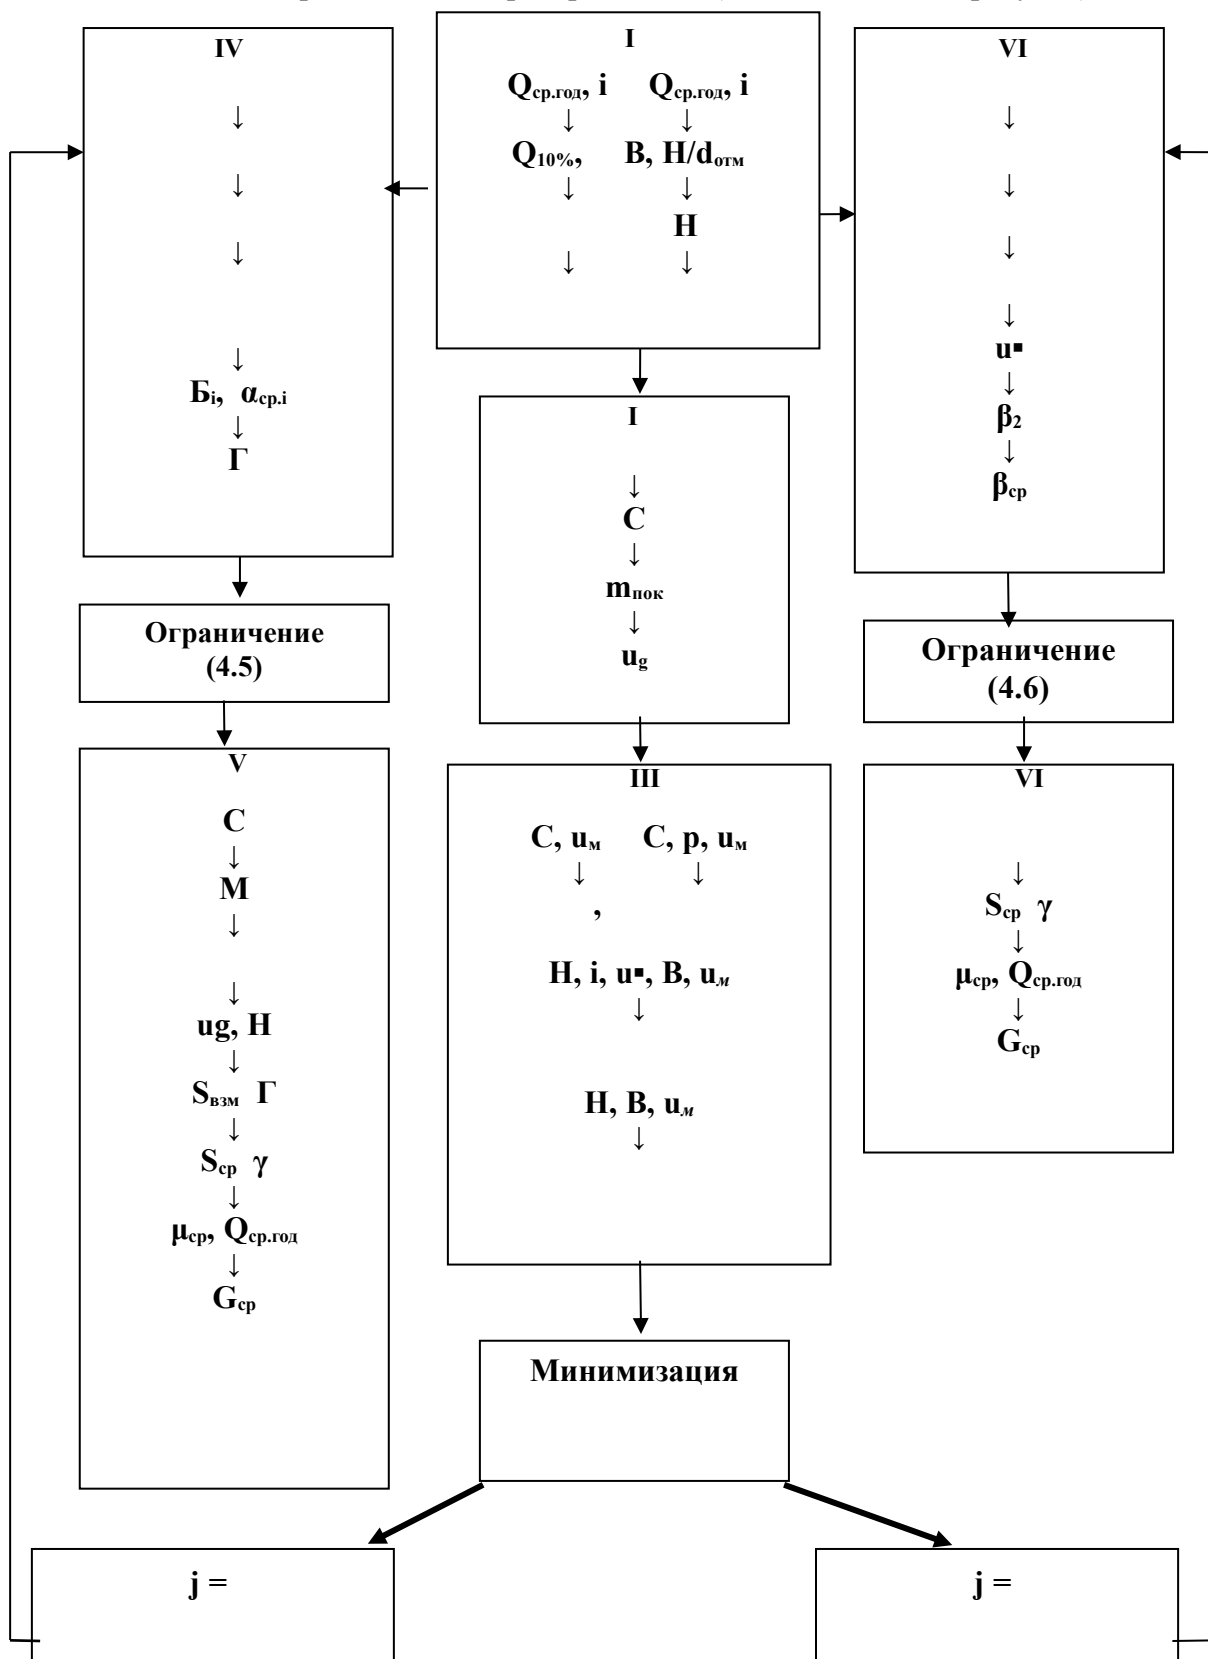 IV
↓
↓
↓
↓
Бi, αср.i
↓
Г
I
Qср.год, i Qср.год, i
↓ ↓
Q10%, В, Н/dотм
↓ ↓
Н
↓ ↓
VI
↓
↓
↓
↓
u▪
↓
β2
↓
βср
I
↓
С
↓
mпок
↓
ug
Ограничение
(4.5)
Ограничение
(4.6)
V
С
↓
М
↓
↓
ug, Н
↓
Sвзм Г
↓
Sср γ
↓
μср, Qср.год
↓
Gср
III
С, uм С, р, uм
↓ ↓
,
Н, i, u▪, В, uм
↓
Н, В, uм
↓
VI
↓
Sср γ
↓
μср, Qср.год
↓
Gср
Минимизация
j =
j =